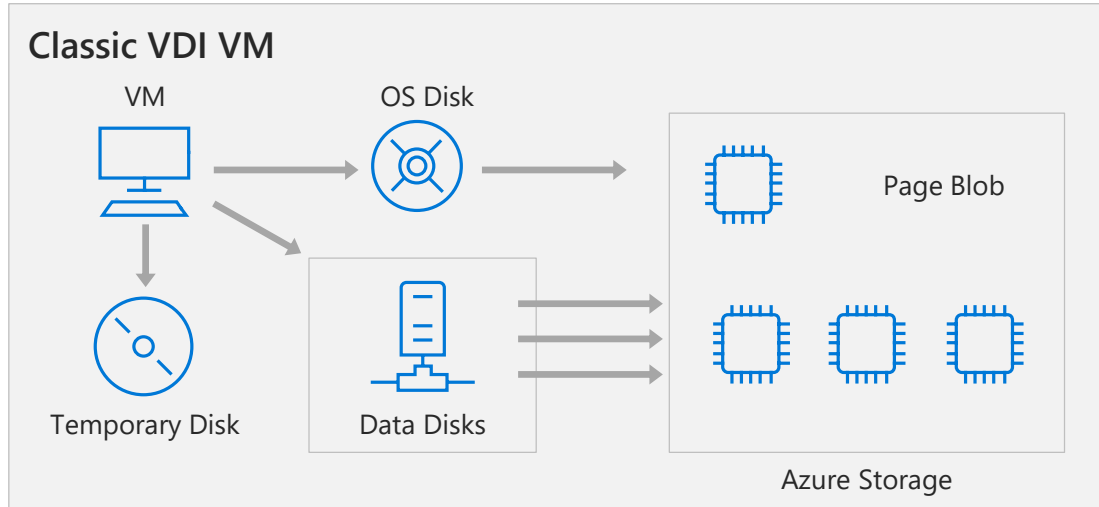 Classic VDI VM
VM
OS Disk
Page Blob
Temporary Disk
Data Disks
Azure Storage